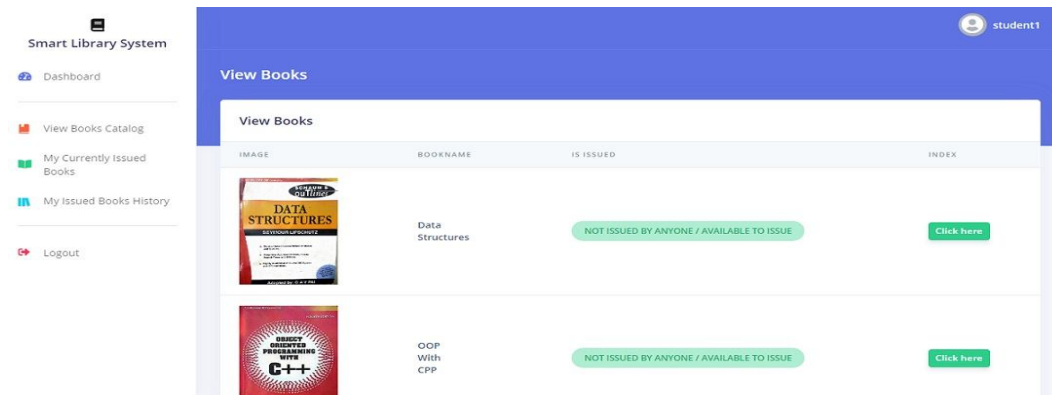 Smart Library System
Dashboard
View Books Catalog
My Currently Issued
Books
My Issued Books History
Logout
student1
View Books
View Books
IMAGE BOOKNAME IS ISSUED INDEX
SCHAUM'S
outlines
DATA
STRUCTURES
SEYMOUR LIPSCHUTZ
Data
Structures
NOT ISSUED BY ANYONE / AVAILABLE TO ISSUE
Click here
OBJECT
ORIENTED
PROGRAMMING
WITH
C++
OOP
With
CPP
NOT ISSUED BY ANYONE / AVAILABLE TO ISSUE
Click here